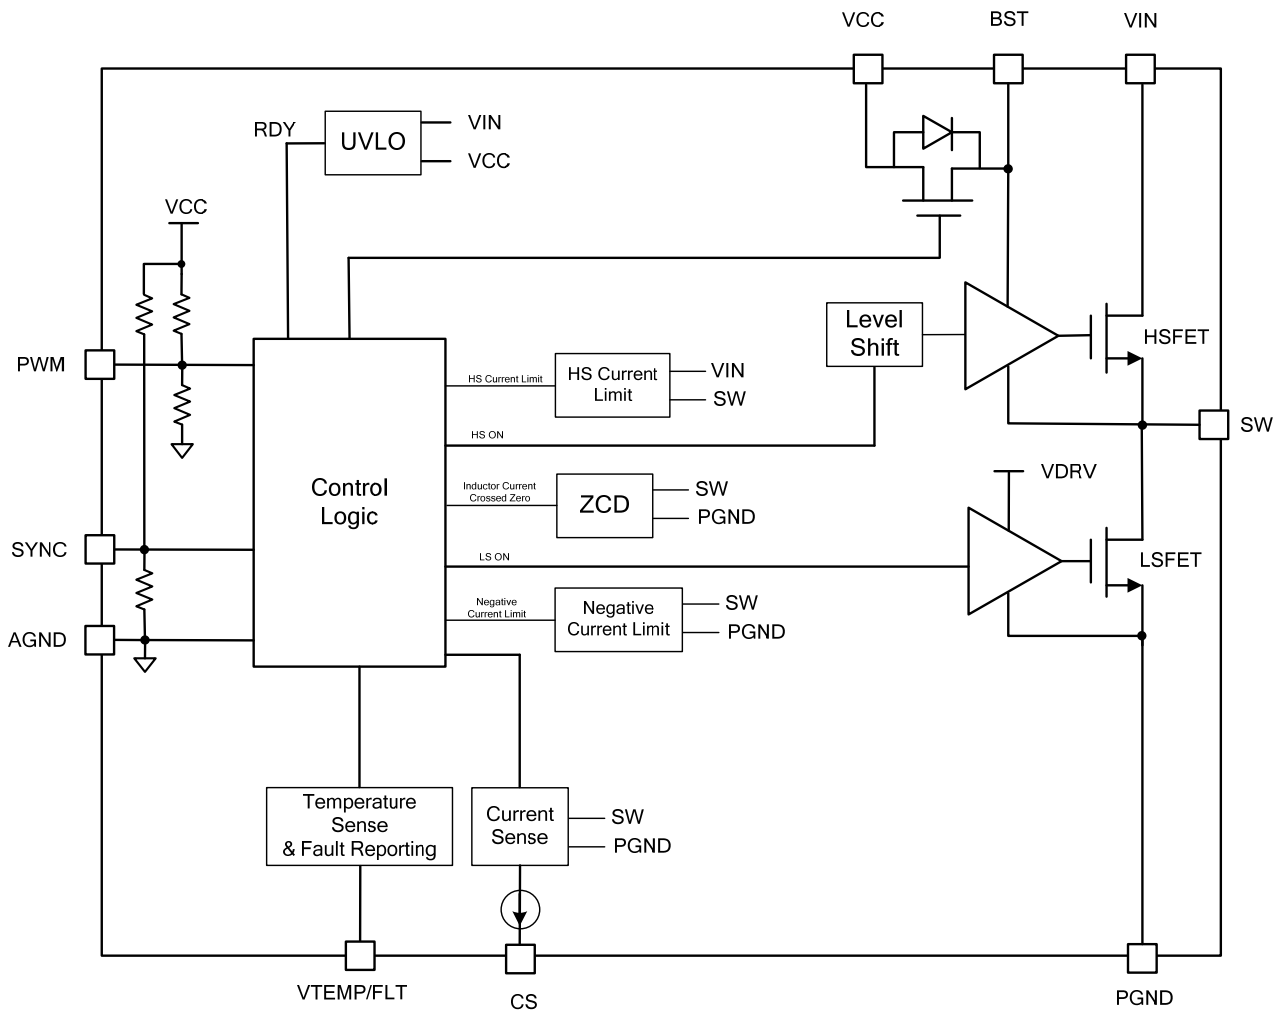 VCC
BST
VIN
RDY
UVLO
VIN
VCC
VCC
PWM
Level
Shift
HSFET
HS Current Limit
HS Current
Limit
VIN
SW
HS ON
SW
Control
Logic
Inductor Current
Crossed Zero
ZCD
SW
PGND
VDRV
SYNC
LS ON
LSFET
Negative
Current Limit
Negative
Current Limit
SW
PGND
AGND
Temperature
Sense
& Fault Reporting
Current
Sense
SW
PGND
VTEMP/FLT
CS
PGND